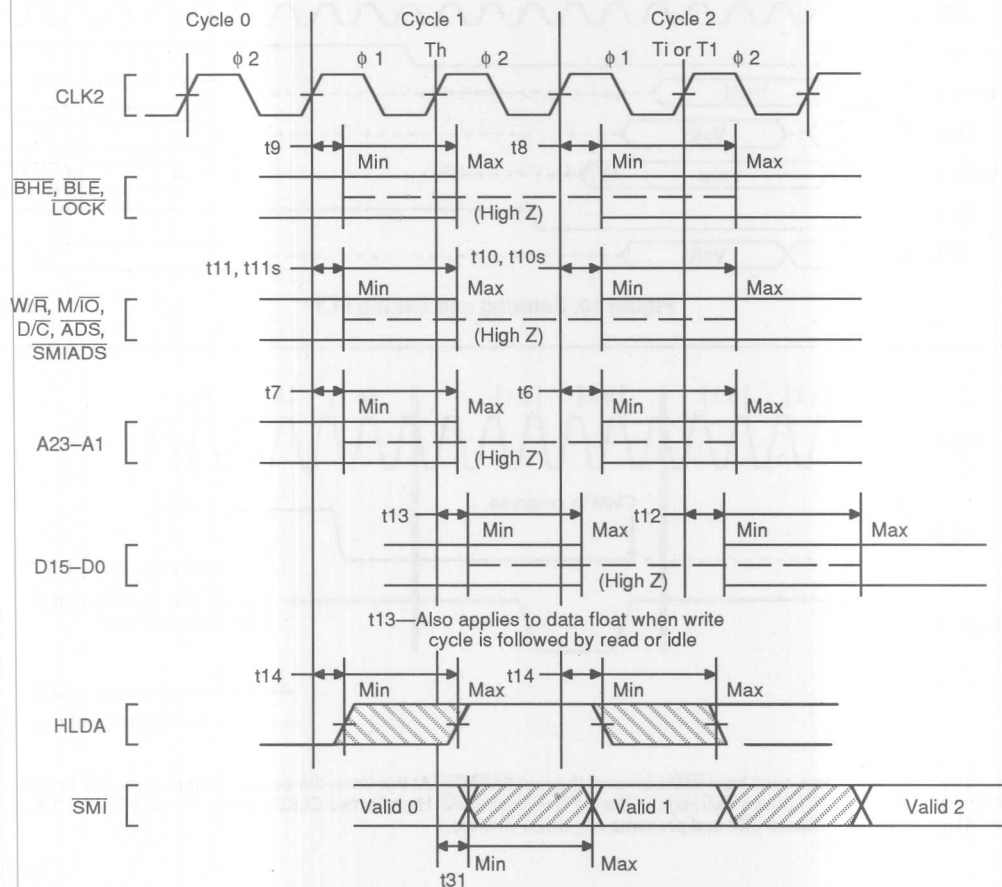 Cycle 0 Cycle 1 Cycle 2
Th Ti or T1
ϕ 2 ϕ 1 ϕ 2 ϕ 1 ϕ 2
CLK2
t9 Min Max t8 Min Max
BHE, BLE,
LOCK
(High Z)
t11, t11s Min Max t10, t10s Min Max
W/R, M/IO,
D/C, ADS,
SMIADS
(High Z)
t7 Min Max t6 Min Max
A23–A1
(High Z)
t13 Min Max t12 Min Max
D15–D0
(High Z)
t13—Also applies to data float when write
cycle is followed by read or idle
t14 Min Max t14 Min Max
HLDA
SMI Valid 0 Valid 1 Valid 2
Min Max
t31